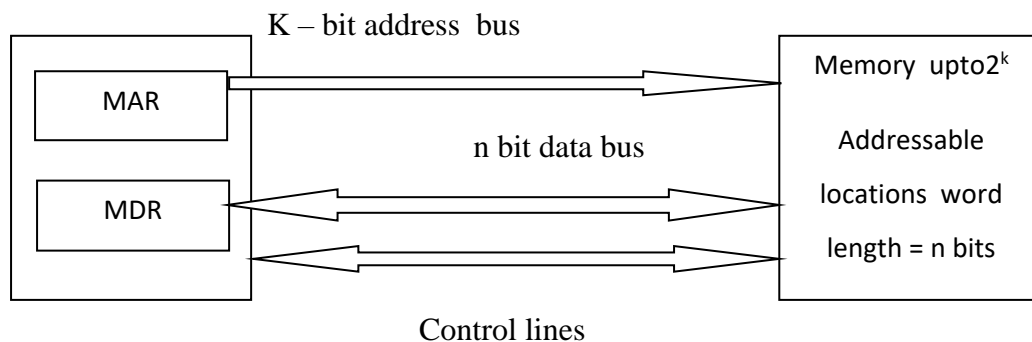 K – bit address bus
MAR
MDR
n bit data bus
Memory upto2ᵏ
Addressable
locations word
length = n bits
Control lines